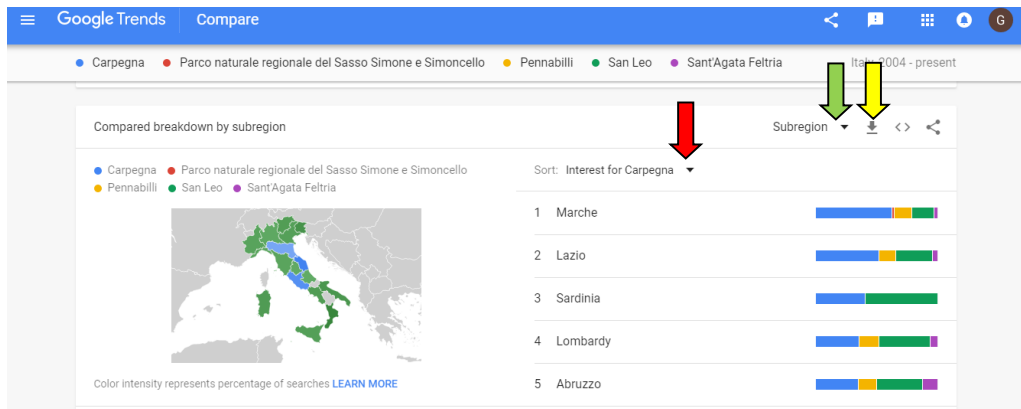 Google Trends Compare G
Carpegna Parco naturale regionale del Sasso Simone e Simoncello Pennabilli San Leo Sant'Agata Feltria Italy, 2004 - present
Compared breakdown by subregion Subregion
Carpegna Parco naturale regionale del Sasso Simone e Simoncello
Pennabilli San Leo Sant'Agata Feltria
Sort: Interest for Carpegna
1 Marche
2 Lazio
3 Sardinia
4 Lombardy
5 Abruzzo
Color intensity represents percentage of searches LEARN MORE